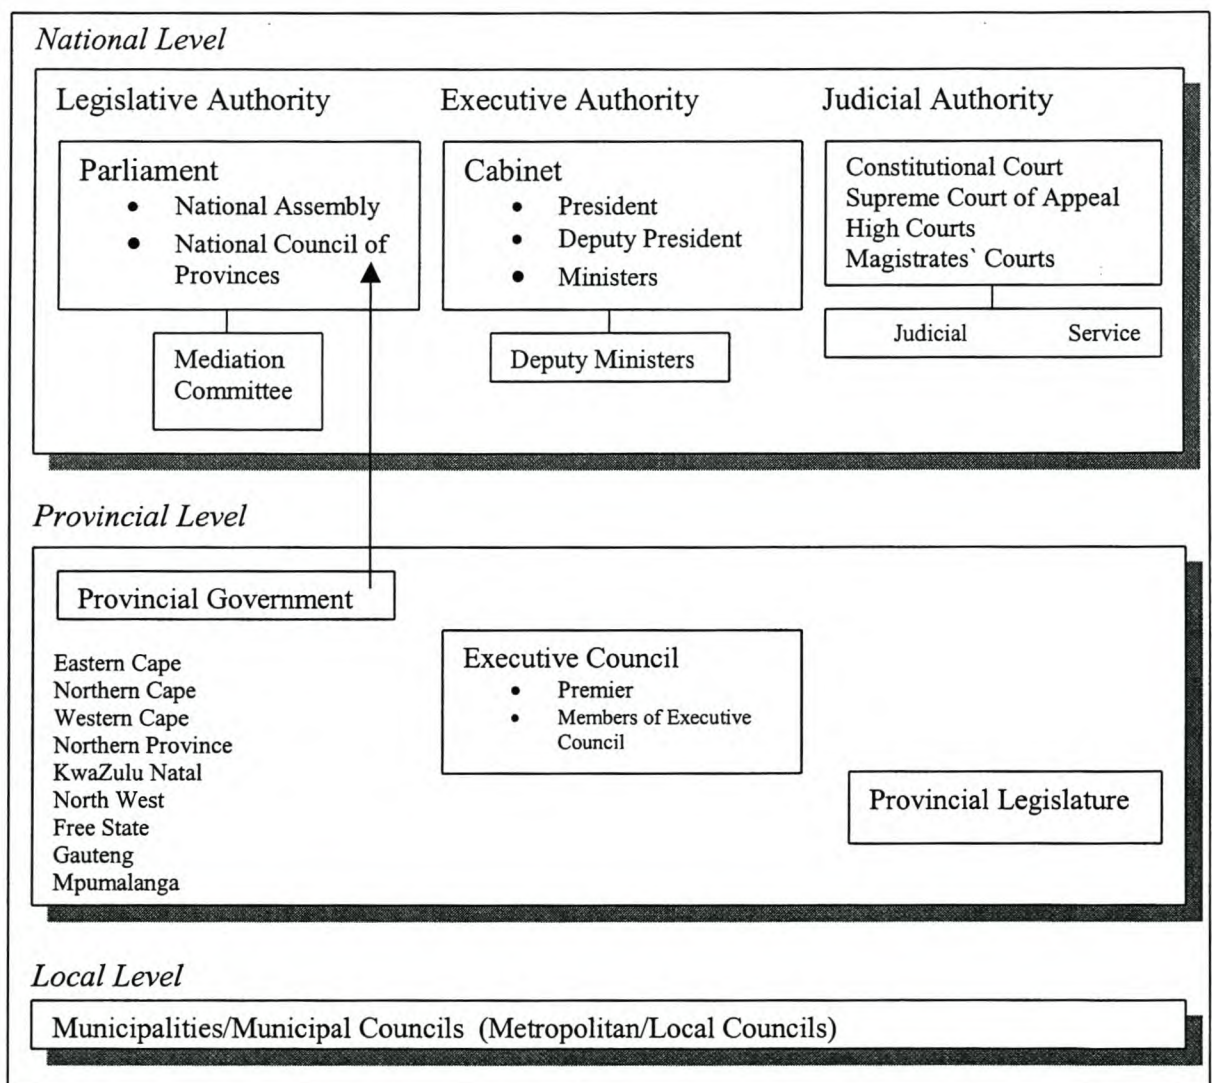 National Level
Legislative Authority
Parliament
• National Assembly
• National Council of
Provinces
Mediation
Committee
Executive Authority
Cabinet
• President
• Deputy President
• Ministers
Deputy Ministers
Judicial Authority
Constitutional Court
Supreme Court of Appeal
High Courts
Magistrates` Courts
Judicial Service
Provincial Level
Provincial Government
Eastern Cape
Northern Cape
Western Cape
Northern Province
KwaZulu Natal
North West
Free State
Gauteng
Mpumalanga
Executive Council
• Premier
• Members of Executive
Council
Provincial Legislature
Local Level
Municipalities/Municipal Councils (Metropolitan/Local Councils)